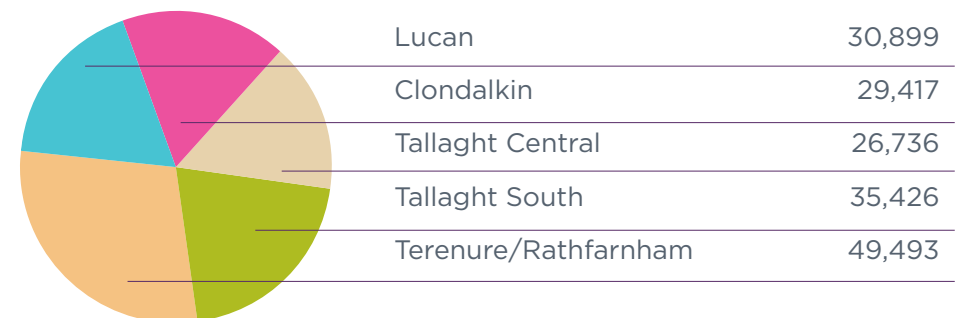 Lucan 30,899
Clondalkin 29,417
Tallaght Central 26,736
Tallaght South 35,426
Terenure/Rathfarnham 49,493